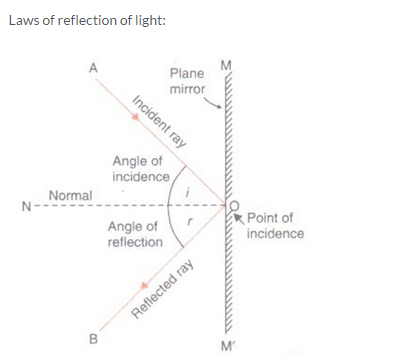 Laws of reflection of light:
A
M
Plane
mirror
Incident ray
Angle of
incidence
i
Normal
N
O
Point of
incidence
r
Angle of
reflection
Reflected ray
B
M'